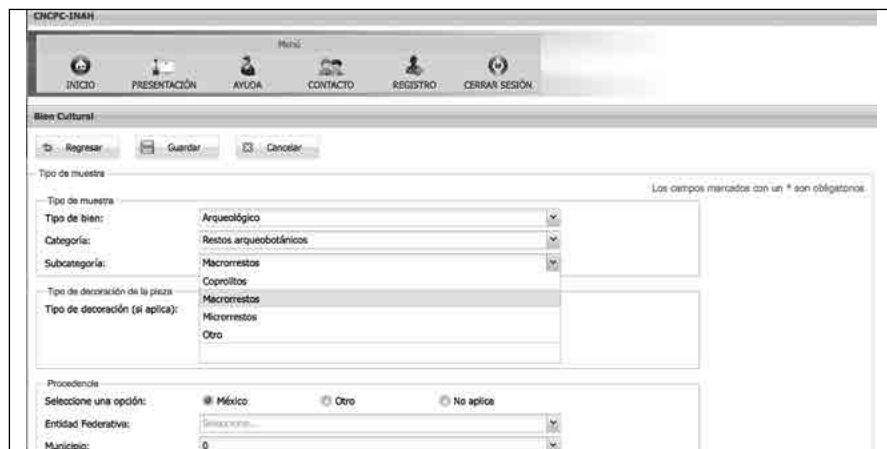 CNCPC-INAH
Menú
INICIO PRESENTACIÓN AYUDA CONTACTO REGISTRO CERRAR SESIÓN
Bien Cultural
Regresar Guardar Cancelar
Tipo de muestra
Los campos marcados con un * son obligatorios
Tipo de muestra
Tipo de bien: Arqueológico
Categoría: Restos arqueobotánicos
Subcategoría: Macrorrestos
Coprolitos
Tipo de decoración de la pieza
Macrorrestos
Tipo de decoración (si aplica):
Microrrestos
Otro
Procedencia
Seleccione una opción: México Otro No aplica
Entidad Federativa: Seleccione...
Municipio: 0